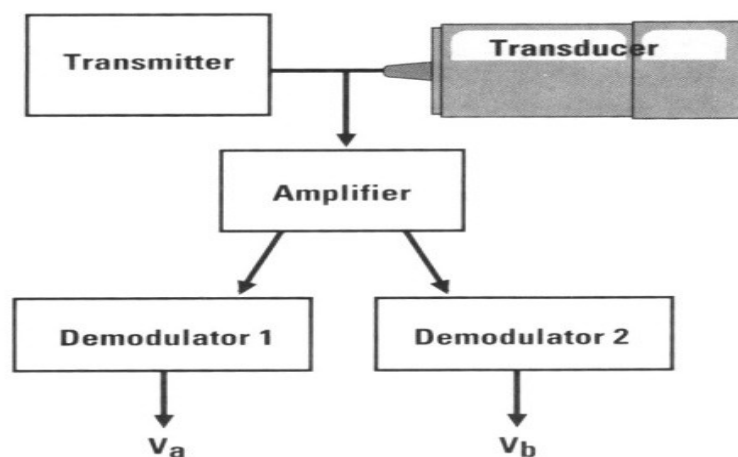 Transmitter
Transducer
Amplifier
Demodulator 1
Demodulator 2
Va
Vb